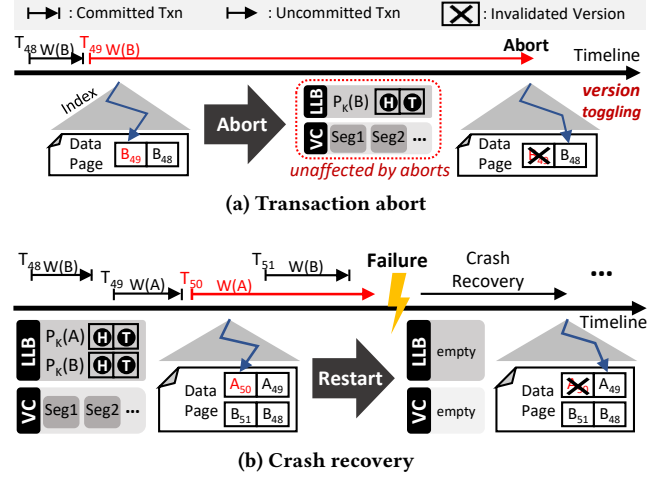 : Committed Txn : Uncommitted Txn : Invalidated Version
T48 W(B) T49 W(B) Abort Timeline
version
toggling
Index
Data
Page
B49 B48
Abort
LLB PK(B) H T
VC Seg1 Seg2 ...
unaffected by aborts
Data
Page
B48
(a) Transaction abort
T48 W(B) T49 W(A) T50 W(A) T51 W(B) Failure Crash
Recovery ...
Timeline
LLB PK(A) H T
PK(B) H T
VC Seg1 Seg2 ...
Data
Page
A50 A49
B51 B48
Restart
LLB empty
VC empty
Data
Page
A49
B51 B48
(b) Crash recovery